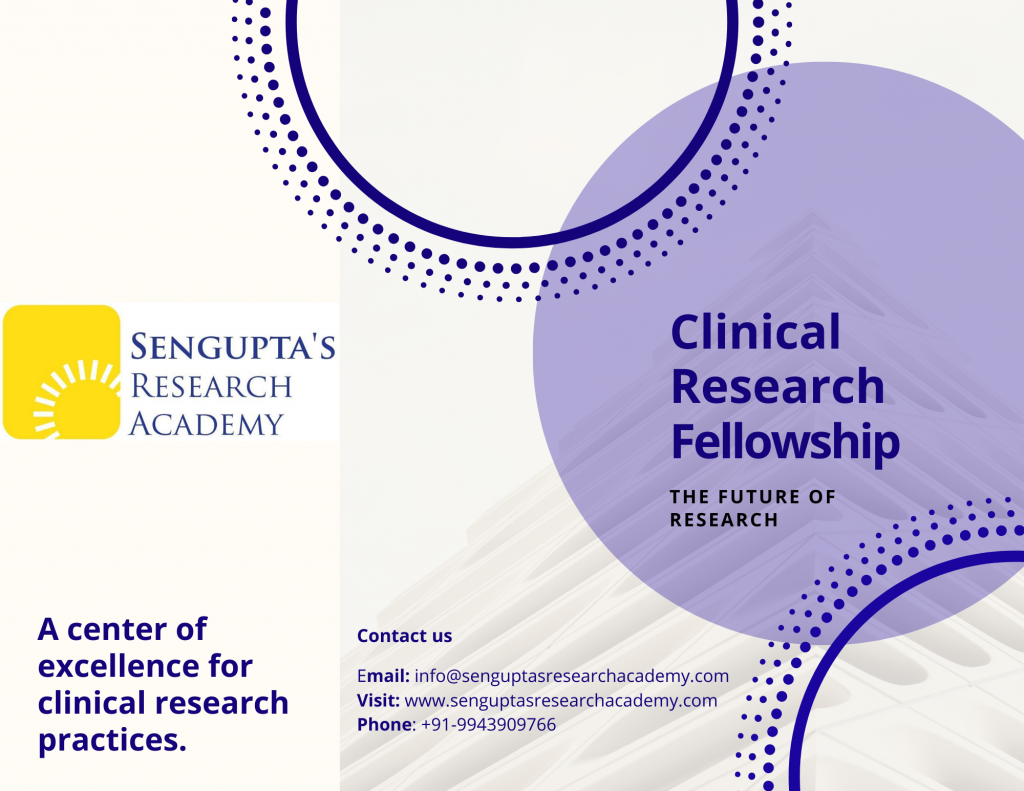 SENGUPTA'S
RESEARCH
ACADEMY
A center of
excellence for
clinical research
practices.
Contact us
Email: info@senguptasresearchacademy.com
Visit: www.senguptasresearchacademy.com
Phone: +91-9943909766
Clinical
Research
Fellowship
THE FUTURE OF
RESEARCH